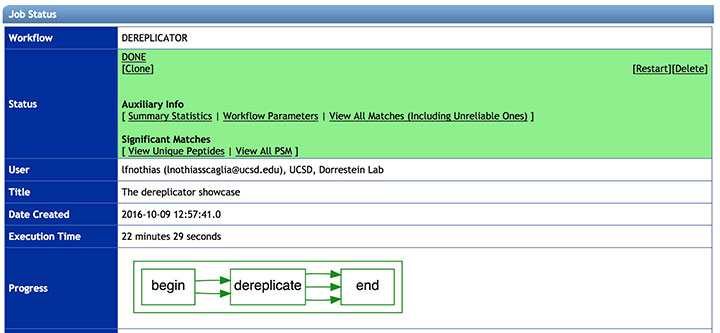 Job Status
Workflow DEREPLICATOR
DONE
[Clone] [Restart][Delete]
Status
Auxiliary Info
[ Summary Statistics | Workflow Parameters | View All Matches (Including Unreliable Ones) ]
Significant Matches
[ View Unique Peptides | View All PSM ]
User lfnothias (lnothiasscaglia@ucsd.edu), UCSD, Dorrestein Lab
Title The dereplicator showcase
Date Created 2016-10-09 12:57:41.0
Execution Time 22 minutes 29 seconds
Progress begin dereplicate end